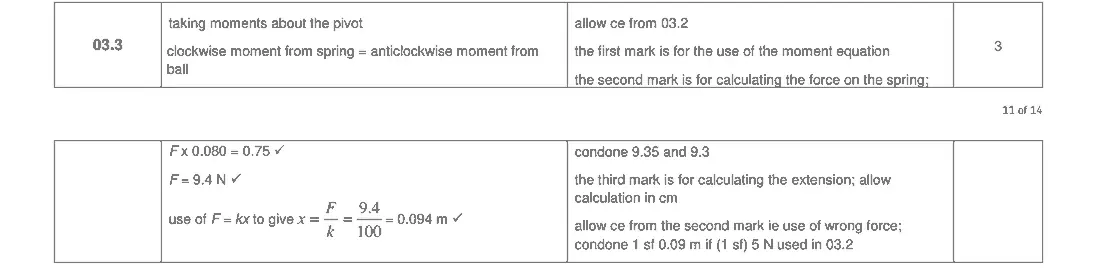 03.3
taking moments about the pivot
clockwise moment from spring = anticlockwise moment from
ball
allow ce from 03.2
the first mark is for the use of the moment equation
the second mark is for calculating the force on the spring;
3
11 of 14
F x 0.080 = 0.75 ✓
F = 9.4 N ✓
use of F = kx to give x = F/k = 9.4/100 = 0.094 m ✓
condone 9.35 and 9.3
the third mark is for calculating the extension; allow
calculation in cm
allow ce from the second mark ie use of wrong force;
condone 1 sf 0.09 m if (1 sf) 5 N used in 03.2